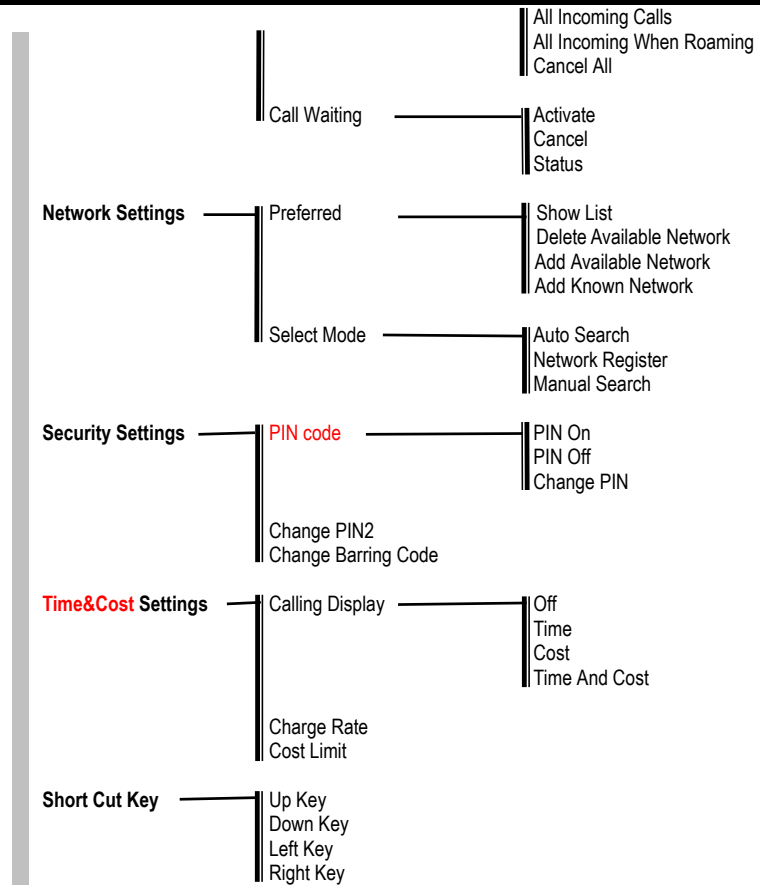 All Incoming Calls
All Incoming When Roaming
Cancel All
Call Waiting Activate
Cancel
Status
Network Settings Preferred Show List
Delete Available Network
Add Available Network
Add Known Network
Select Mode Auto Search
Network Register
Manual Search
Security Settings PIN code PIN On
PIN Off
Change PIN
Change PIN2
Change Barring Code
Time&Cost Settings Calling Display Off
Time
Cost
Time And Cost
Charge Rate
Cost Limit
Short Cut Key Up Key
Down Key
Left Key
Right Key